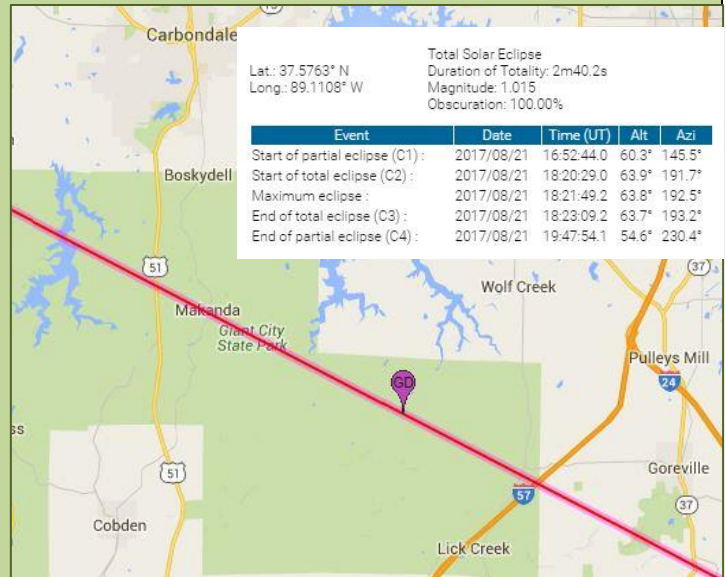 Carbondale
Total Solar Eclipse
Lat.: 37.5763° N
Duration of Totality: 2m40.2s
Long.: 89.1108° W
Magnitude: 1.015
Obscuration: 100.00%
Event Date Time (UT) Alt Azi
Start of partial eclipse (C1) : 2017/08/21 16:52:44.0 60.3° 145.5°
Start of total eclipse (C2) : 2017/08/21 18:20:29.0 63.9° 191.7°
Maximum eclipse : 2017/08/21 18:21:49.2 63.8° 192.5°
End of total eclipse (C3) : 2017/08/21 18:23:09.2 63.7° 193.2°
End of partial eclipse (C4) : 2017/08/21 19:47:54.1 54.6° 230.4°
Boskydell
51
37
Wolf Creek
Makanda
Giant City
State Park
Pulleys Mill
24
GD
ss
51
Goreville
57
37
Cobden
Lick Creek